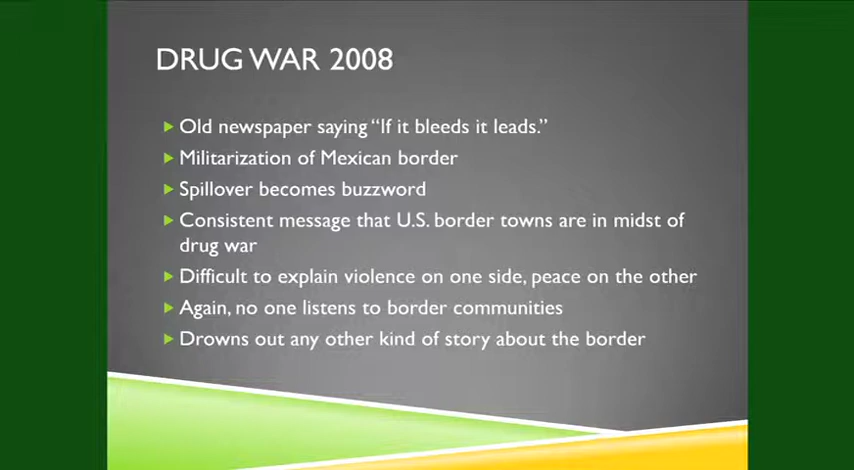 DRUG WAR 2008
Old newspaper saying “If it bleeds it leads.”
Militarization of Mexican border
Spillover becomes buzzword
Consistent message that U.S. border towns are in midst of
drug war
Difficult to explain violence on one side, peace on the other
Again, no one listens to border communities
Drowns out any other kind of story about the border